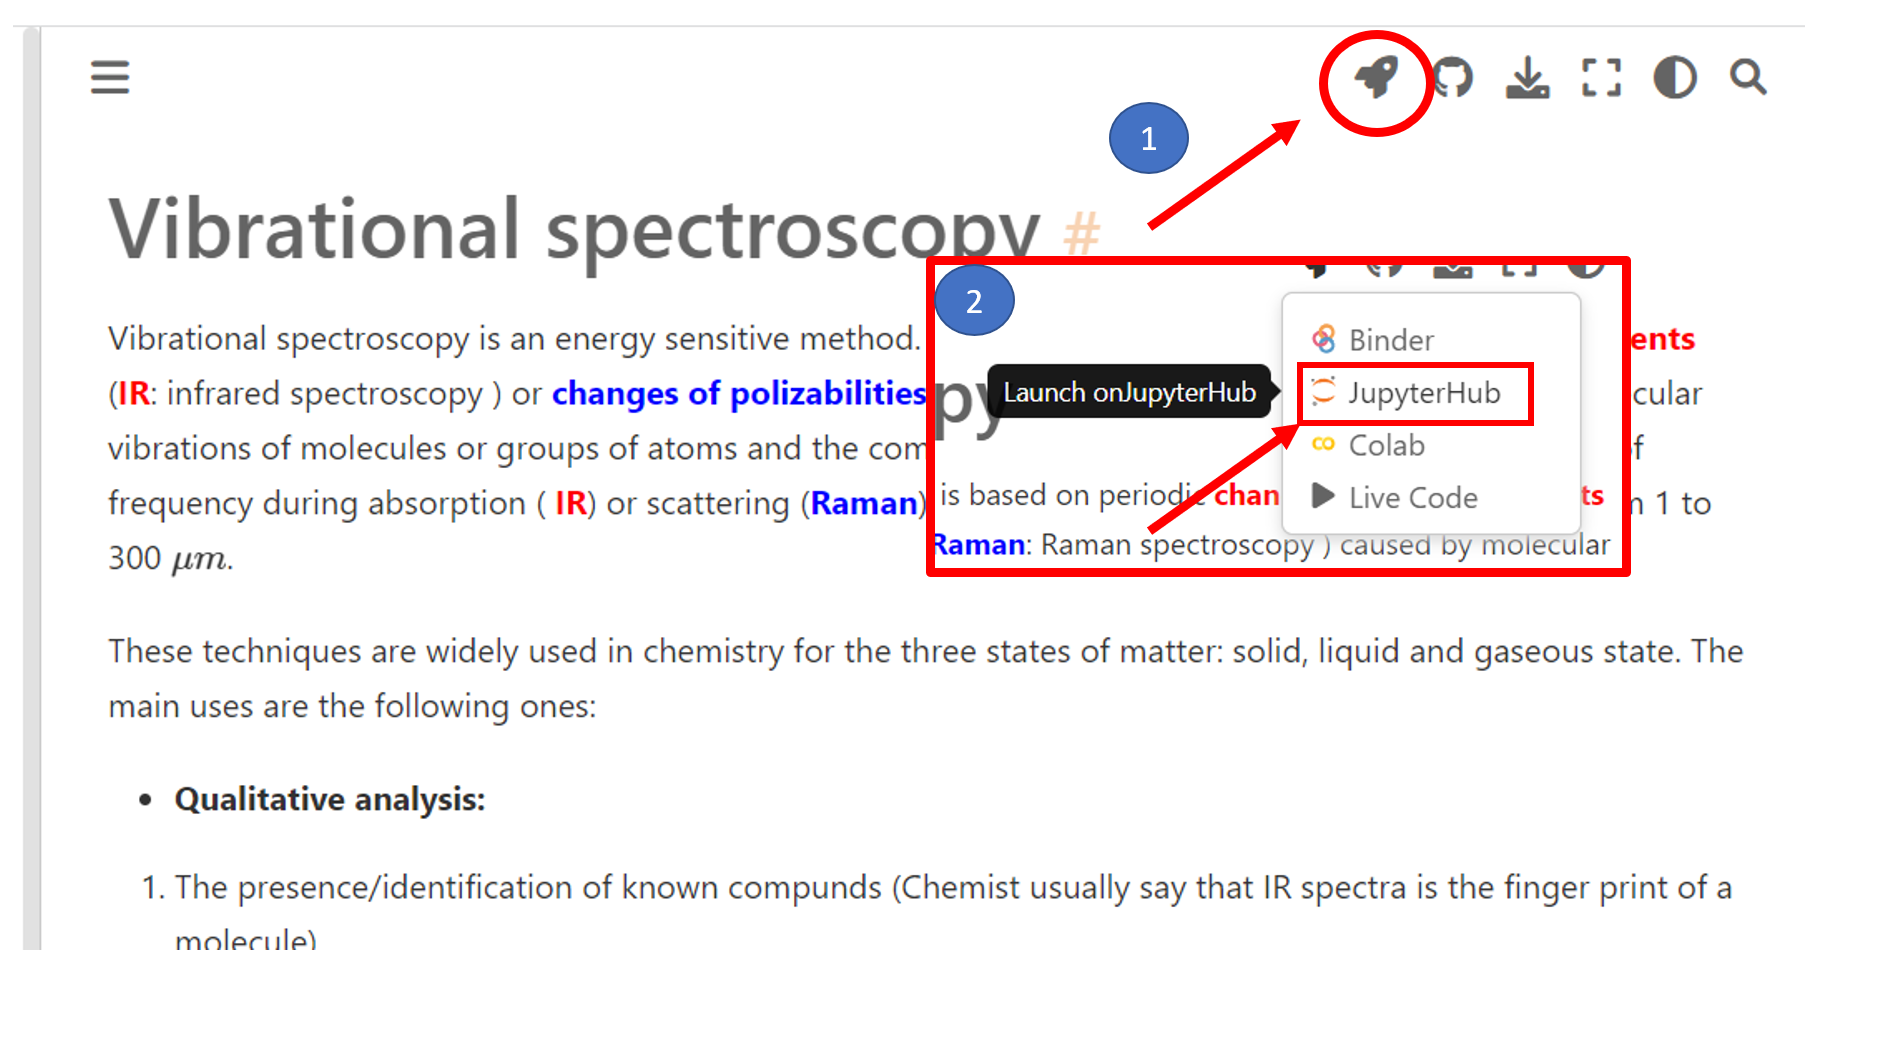 1
Vibrational spectroscopy #
2
Vibrational spectroscopy is an energy sensitive method.
ents
Binder
(IR: infrared spectroscopy ) or changes of polizabilities
py
Launch onJupyterHub
JupyterHub
cular
vibrations of molecules or groups of atoms and the com
Colab
f
frequency during absorption ( IR) or scattering (Raman)
is based on periodic chan
Live Code
ts
1 to
300 μm.
Raman: Raman spectroscopy ) caused by molecular
These techniques are widely used in chemistry for the three states of matter: solid, liquid and gaseous state. The
main uses are the following ones:
• Qualitative analysis:
1. The presence/identification of known compunds (Chemist usually say that IR spectra is the finger print of a
molecule)